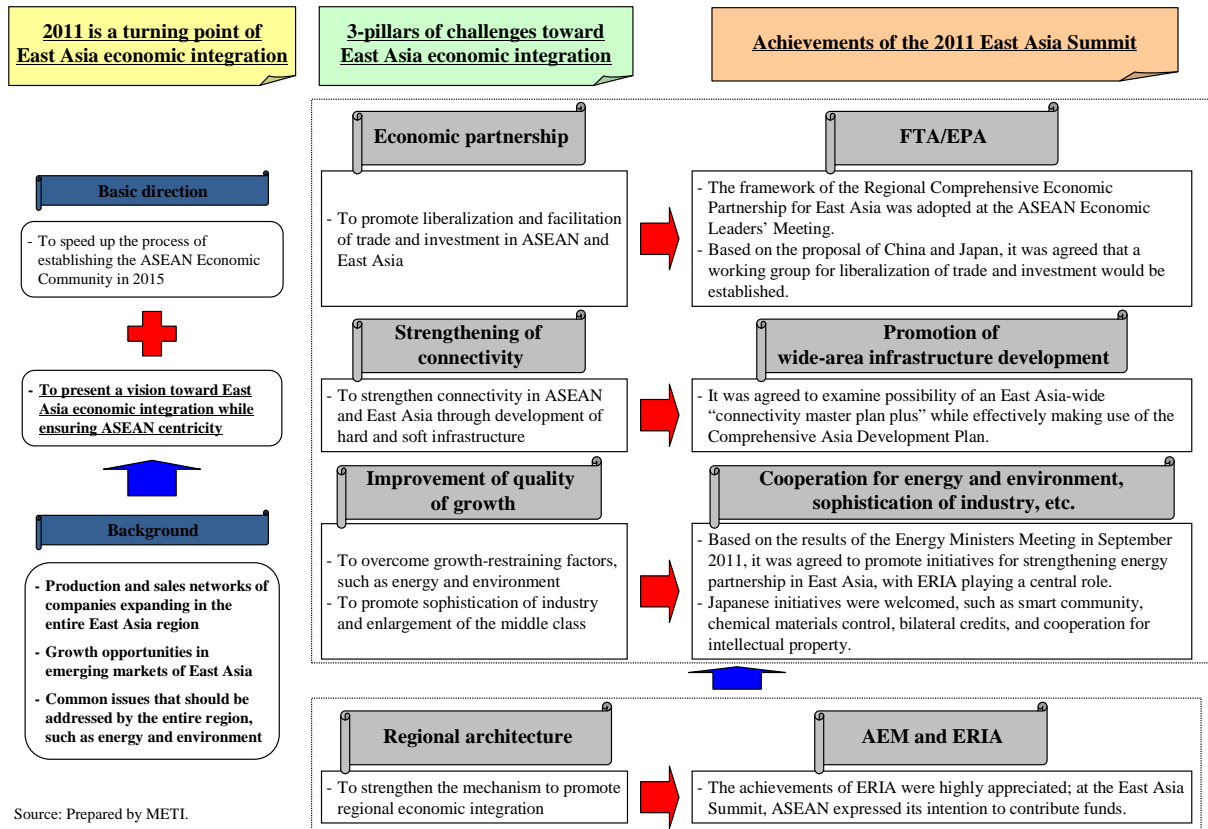 2011 is a turning point of
East Asia economic integration
3-pillars of challenges toward
East Asia economic integration
Achievements of the 2011 East Asia Summit
Basic direction
- To speed up the process of
establishing the ASEAN Economic
Community in 2015
- To present a vision toward East
Asia economic integration while
ensuring ASEAN centricity
Background
- Production and sales networks of
companies expanding in the
entire East Asia region
- Growth opportunities in
emerging markets of East Asia
- Common issues that should be
addressed by the entire region,
such as energy and environment
Economic partnership
- To promote liberalization and facilitation
of trade and investment in ASEAN and
East Asia
FTA/EPA
- The framework of the Regional Comprehensive Economic
Partnership for East Asia was adopted at the ASEAN Economic
Leaders’ Meeting.
- Based on the proposal of China and Japan, it was agreed that a
working group for liberalization of trade and investment would be
established.
Strengthening of
connectivity
- To strengthen connectivity in ASEAN
and East Asia through development of
hard and soft infrastructure
Promotion of
wide-area infrastructure development
- It was agreed to examine possibility of an East Asia-wide
“connectivity master plan plus” while effectively making use of the
Comprehensive Asia Development Plan.
Improvement of quality
of growth
- To overcome growth-restraining factors,
such as energy and environment
- To promote sophistication of industry
and enlargement of the middle class
Cooperation for energy and environment,
sophistication of industry, etc.
- Based on the results of the Energy Ministers Meeting in September
2011, it was agreed to promote initiatives for strengthening energy
partnership in East Asia, with ERIA playing a central role.
- Japanese initiatives were welcomed, such as smart community,
chemical materials control, bilateral credits, and cooperation for
intellectual property.
Regional architecture
- To strengthen the mechanism to promote
regional economic integration
AEM and ERIA
- The achievements of ERIA were highly appreciated; at the East Asia
Summit, ASEAN expressed its intention to contribute funds.
Source: Prepared by METI.